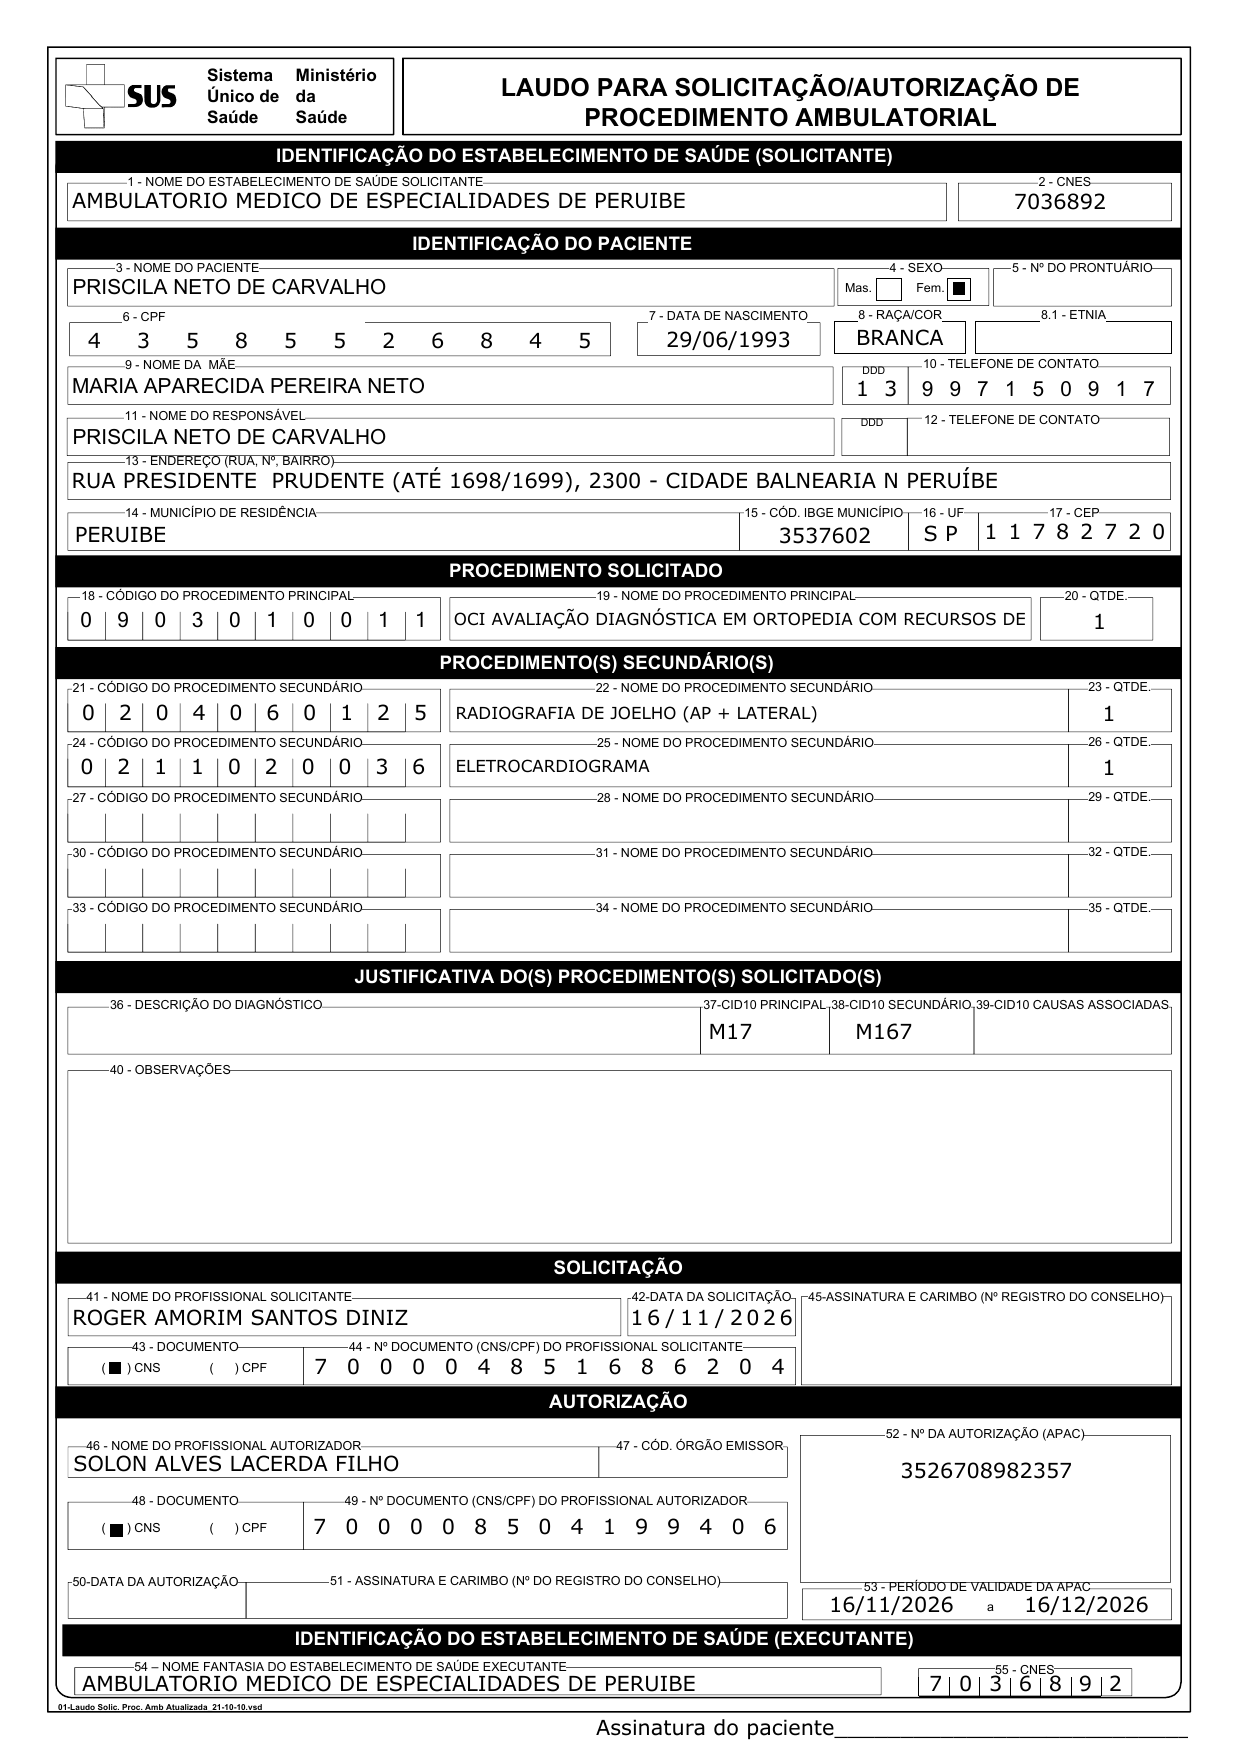 SUS
Sistema Único de Saúde
Ministério da Saúde
LAUDO PARA SOLICITAÇÃO/AUTORIZAÇÃO DE
PROCEDIMENTO AMBULATORIAL
IDENTIFICAÇÃO DO ESTABELECIMENTO DE SAÚDE (SOLICITANTE)
1 - NOME DO ESTABELECIMENTO DE SAÚDE SOLICITANTE
AMBULATORIO MEDICO DE ESPECIALIDADES DE PERUIBE
2 - CNES
7036892
IDENTIFICAÇÃO DO PACIENTE
3 - NOME DO PACIENTE
PRISCILA NETO DE CARVALHO
4 - SEXO
Mas. Fem. ■
5 - Nº DO PRONTUÁRIO
6 - CPF
4 3 5 8 5 5 2 6 8 4 5
7 - DATA DE NASCIMENTO
29/06/1993
8 - RAÇA/COR
BRANCA
8.1 - ETNIA
9 - NOME DA MÃE
MARIA APARECIDA PEREIRA NETO
10 - TELEFONE DE CONTATO
DDD
1 3 9 9 7 1 5 0 9 1 7
11 - NOME DO RESPONSÁVEL
PRISCILA NETO DE CARVALHO
12 - TELEFONE DE CONTATO
DDD
13 - ENDEREÇO (RUA, Nº, BAIRRO)
RUA PRESIDENTE PRUDENTE (ATÉ 1698/1699), 2300 - CIDADE BALNEARIA N PERUÍBE
14 - MUNICÍPIO DE RESIDÊNCIA
PERUIBE
15 - CÓD. IBGE MUNICÍPIO
3537602
16 - UF
S P
17 - CEP
1 1 7 8 2 7 2 0
PROCEDIMENTO SOLICITADO
18 - CÓDIGO DO PROCEDIMENTO PRINCIPAL
0 9 0 3 0 1 0 0 1 1
19 - NOME DO PROCEDIMENTO PRINCIPAL
OCI AVALIAÇÃO DIAGNÓSTICA EM ORTOPEDIA COM RECURSOS DE
20 - QTDE.
1
PROCEDIMENTO(S) SECUNDÁRIO(S)
21 - CÓDIGO DO PROCEDIMENTO SECUNDÁRIO
0 2 0 4 0 6 0 1 2 5
22 - NOME DO PROCEDIMENTO SECUNDÁRIO
RADIOGRAFIA DE JOELHO (AP + LATERAL)
23 - QTDE.
1
24 - CÓDIGO DO PROCEDIMENTO SECUNDÁRIO
0 2 1 1 0 2 0 0 3 6
25 - NOME DO PROCEDIMENTO SECUNDÁRIO
ELETROCARDIOGRAMA
26 - QTDE.
1
27 - CÓDIGO DO PROCEDIMENTO SECUNDÁRIO
28 - NOME DO PROCEDIMENTO SECUNDÁRIO
29 - QTDE.
30 - CÓDIGO DO PROCEDIMENTO SECUNDÁRIO
31 - NOME DO PROCEDIMENTO SECUNDÁRIO
32 - QTDE.
33 - CÓDIGO DO PROCEDIMENTO SECUNDÁRIO
34 - NOME DO PROCEDIMENTO SECUNDÁRIO
35 - QTDE.
JUSTIFICATIVA DO(S) PROCEDIMENTO(S) SOLICITADO(S)
36 - DESCRIÇÃO DO DIAGNÓSTICO
37-CID10 PRINCIPAL
M17
38-CID10 SECUNDÁRIO
M167
39-CID10 CAUSAS ASSOCIADAS
40 - OBSERVAÇÕES
SOLICITAÇÃO
41 - NOME DO PROFISSIONAL SOLICITANTE
ROGER AMORIM SANTOS DINIZ
42-DATA DA SOLICITAÇÃO
16/11/2026
45-ASSINATURA E CARIMBO (Nº REGISTRO DO CONSELHO)
43 - DOCUMENTO
(■) CNS ( ) CPF
44 - Nº DOCUMENTO (CNS/CPF) DO PROFISSIONAL SOLICITANTE
7 0 0 0 0 4 8 5 1 6 8 6 2 0 4
AUTORIZAÇÃO
46 - NOME DO PROFISSIONAL AUTORIZADOR
SOLON ALVES LACERDA FILHO
47 - CÓD. ÓRGÃO EMISSOR
52 - Nº DA AUTORIZAÇÃO (APAC)
3526708982357
48 - DOCUMENTO
(■) CNS ( ) CPF
49 - Nº DOCUMENTO (CNS/CPF) DO PROFISSIONAL AUTORIZADOR
7 0 0 0 0 8 5 0 4 1 9 9 4 0 6
50-DATA DA AUTORIZAÇÃO
51 - ASSINATURA E CARIMBO (Nº DO REGISTRO DO CONSELHO)
53 - PERÍODO DE VALIDADE DA APAC
16/11/2026 a 16/12/2026
IDENTIFICAÇÃO DO ESTABELECIMENTO DE SAÚDE (EXECUTANTE)
54 – NOME FANTASIA DO ESTABELECIMENTO DE SAÚDE EXECUTANTE
AMBULATORIO MEDICO DE ESPECIALIDADES DE PERUIBE
55 - CNES
7 0 3 6 8 9 2
01-Laudo Solic. Proc. Amb Atualizada 21-10-10.vsd
Assinatura do paciente____________________________